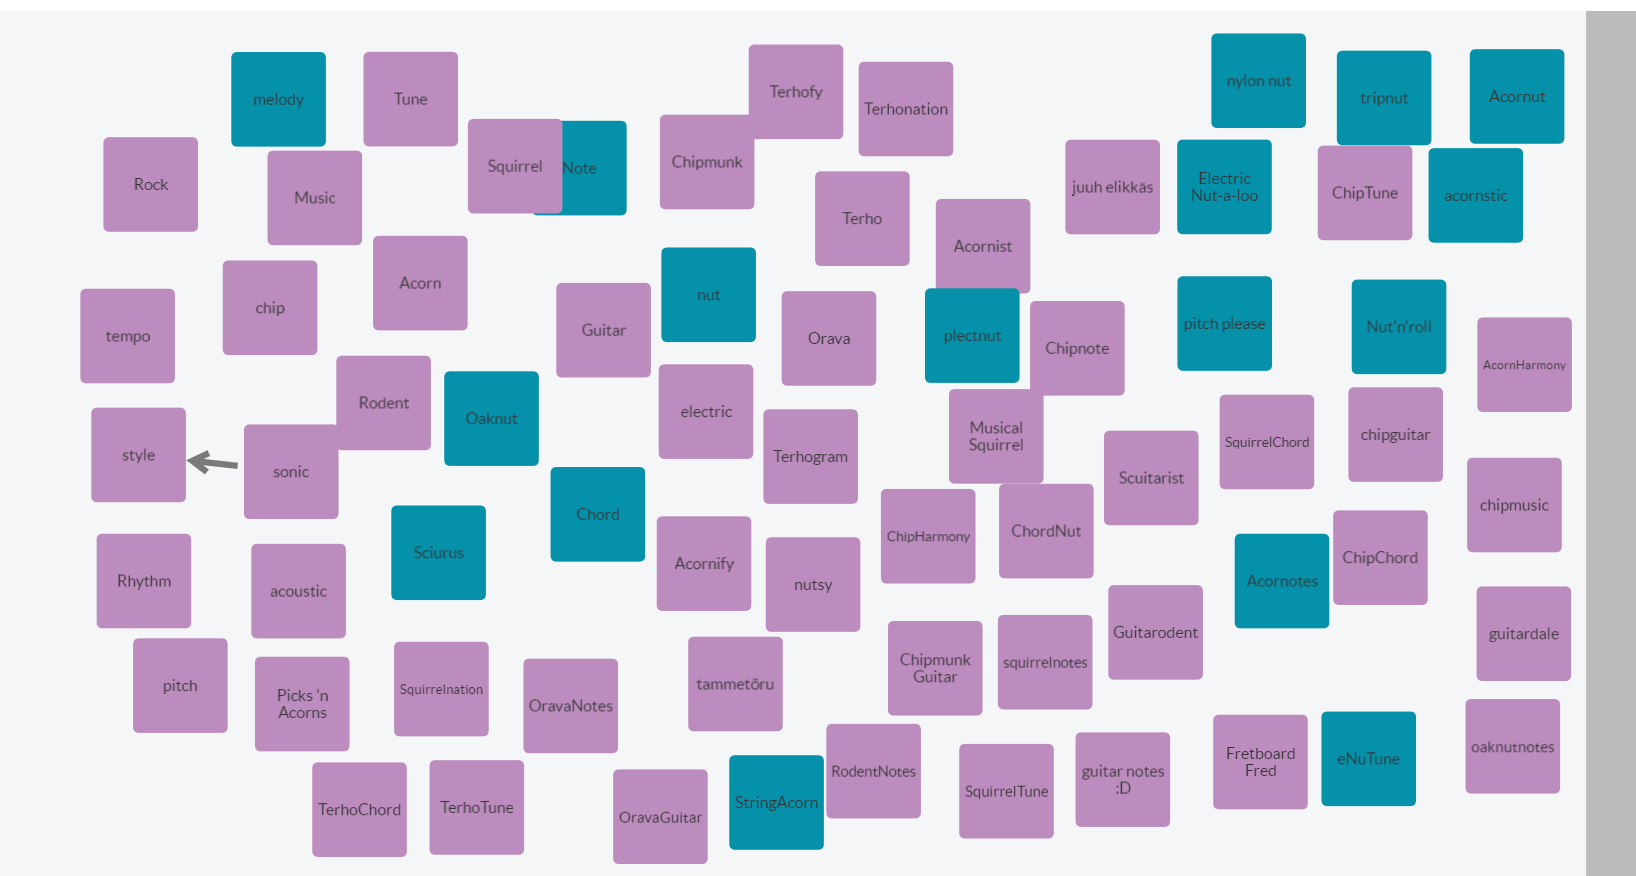 melody
Tune
Rock
Music
Squirrel
Note
Chipmunk
Terhofy
Terhonation
Terho
Acornist
juuh elikkäs
nylon nut
tripnut
Acornut
Electric
Nut-a-loo
ChipTune
acornstic
tempo
chip
Acorn
Guitar
nut
Orava
plectnut
Chipnote
pitch please
Nut'n'roll
AcornHarmony
style
sonic
Rodent
Oaknut
electric
Terhogram
Musical
Squirrel
Scuitarist
SquirrelChord
chipguitar
chipmusic
Rhythm
acoustic
Sciurus
Chord
Acornify
nutsy
ChipHarmony
ChordNut
Acornotes
ChipChord
guitardale
pitch
Picks 'n
Acorns
Squirrelnation
OravaNotes
tammetõru
Chipmunk
Guitar
squirrelnotes
Guitarodent
Fretboard
Fred
eNuTune
oaknutnotes
TerhoChord
TerhoTune
OravaGuitar
StringAcorn
RodentNotes
SquirrelTune
guitar notes
:D